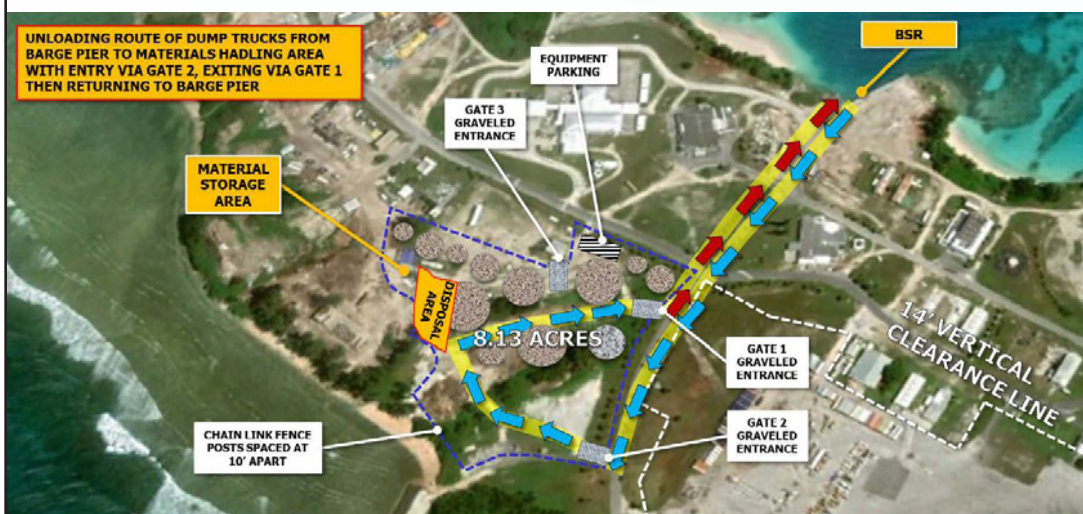 UNLOADING ROUTE OF DUMP TRUCKS FROM
BARGE PIER TO MATERIALS HADLING AREA
WITH ENTRY VIA GATE 2, EXITING VIA GATE 1
THEN RETURNING TO BARGE PIER
BSR
EQUIPMENT
PARKING
GATE 3
GRAVELED
ENTRANCE
MATERIAL
STORAGE
AREA
DISPOSAL
AREA
8.13 ACRES
14' VERTICAL
CLEARANCE LINE
GATE 1
GRAVELED
ENTRANCE
GATE 2
GRAVELED
ENTRANCE
CHAIN LINK FENCE
POSTS SPACED AT
10' APART